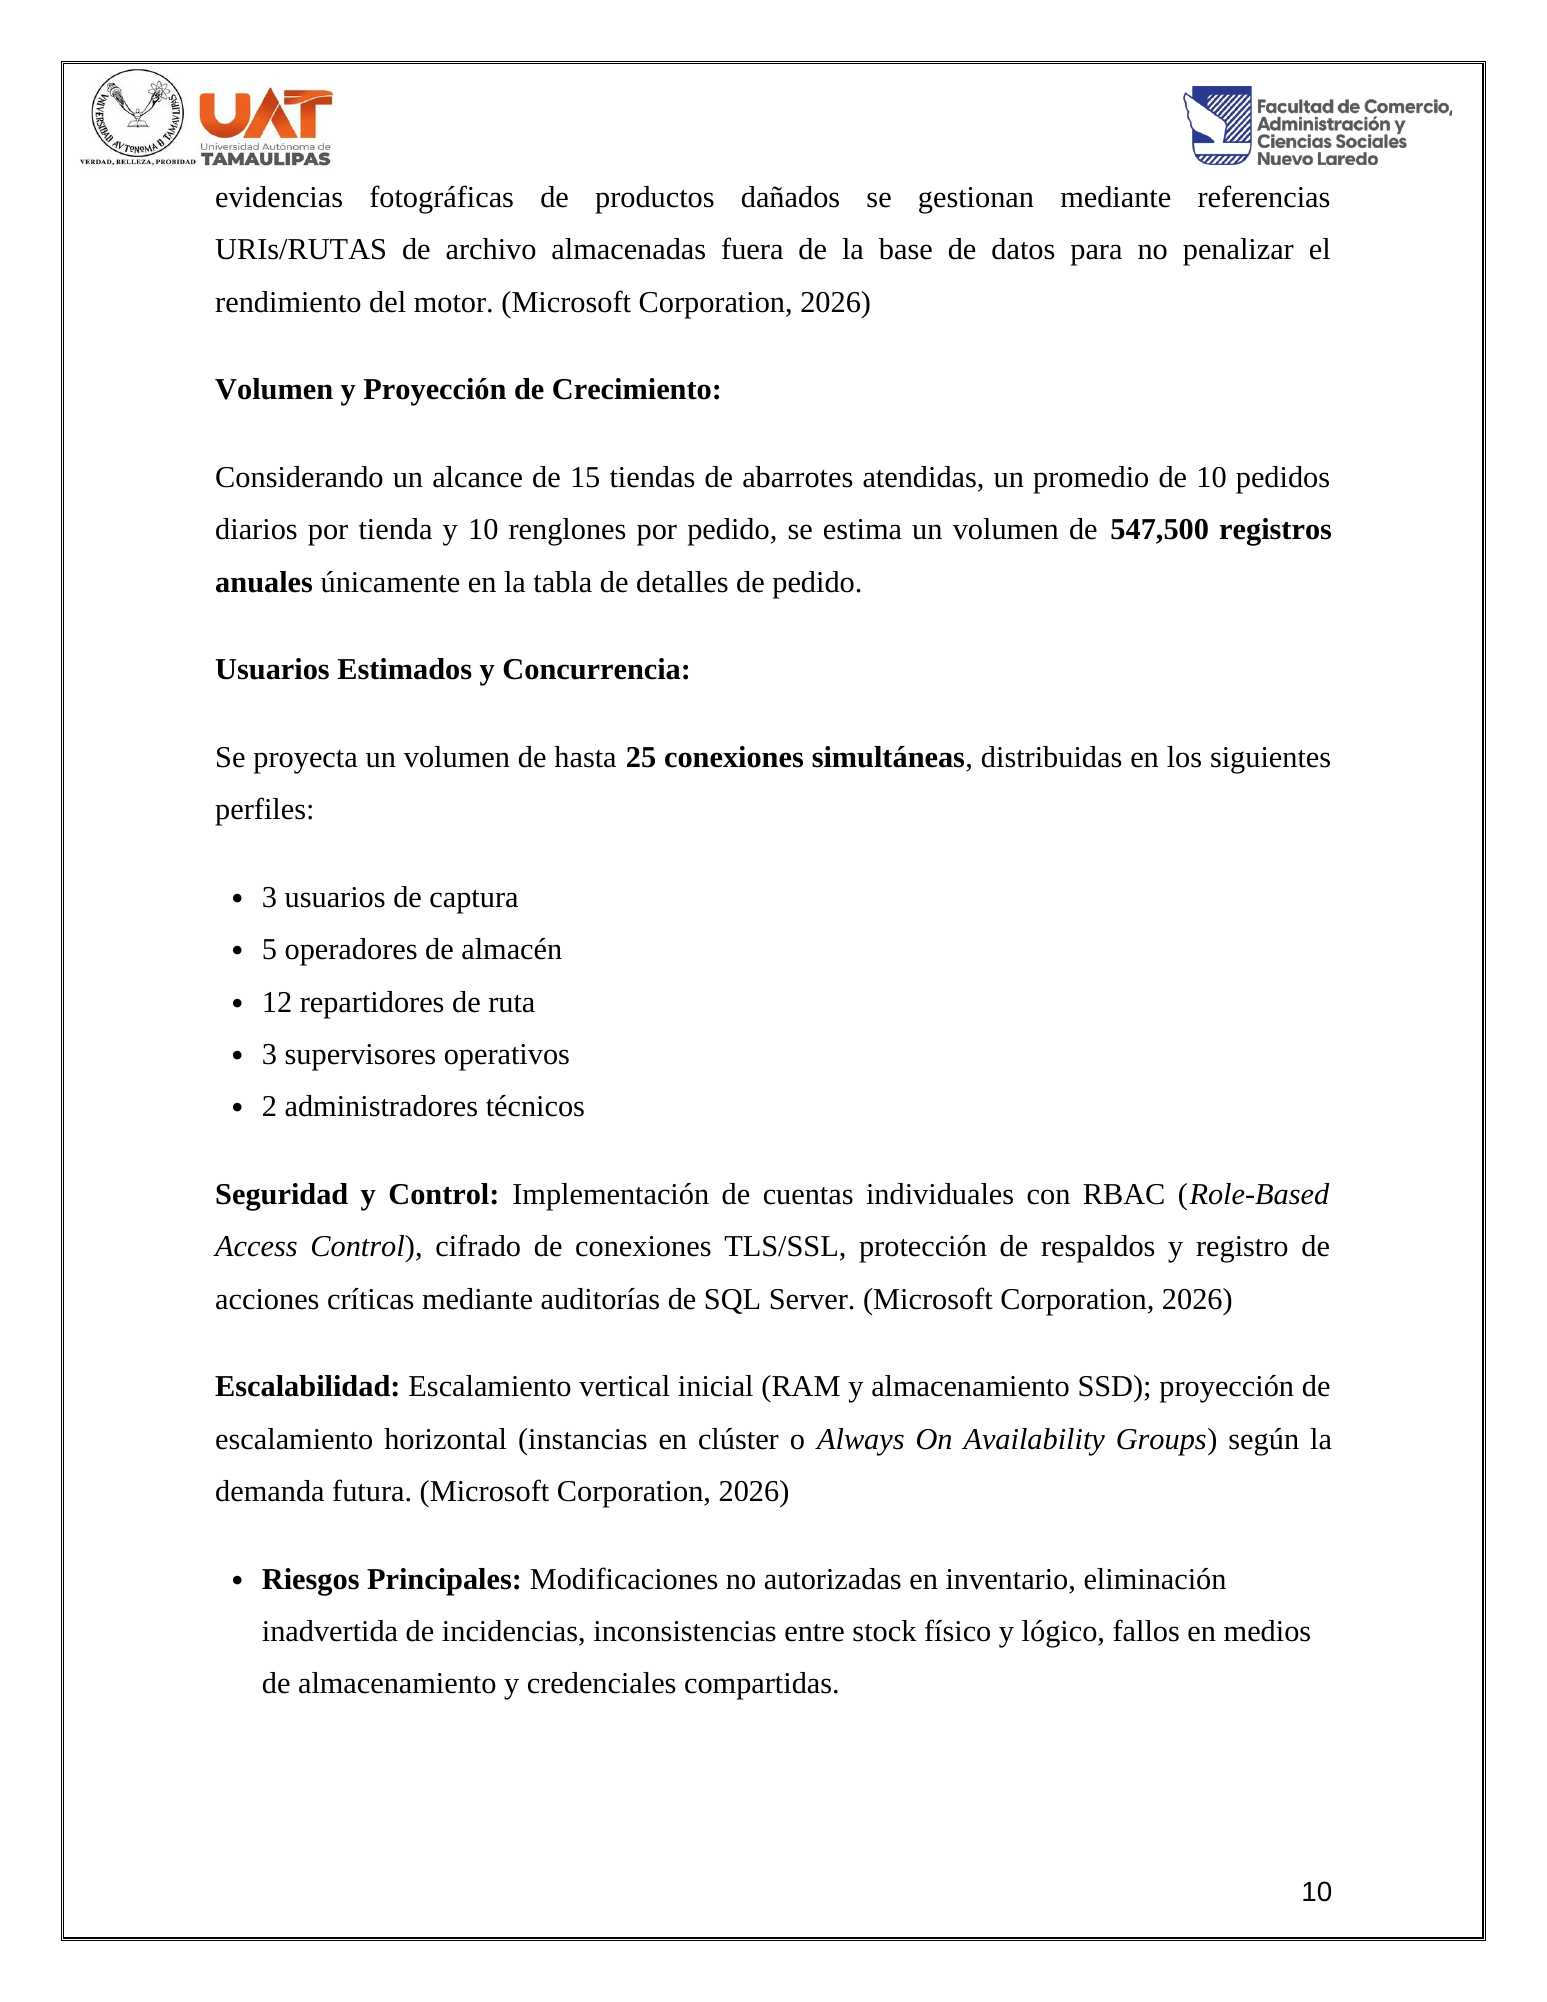 UNIVERSIDAD AUTÓNOMA DE TAMAULIPAS
VERDAD, BELLEZA, PROBIDAD
UAT
Universidad Autónoma de
TAMAULIPAS
Facultad de Comercio,
Administración y
Ciencias Sociales
Nuevo Laredo
evidencias fotográficas de productos dañados se gestionan mediante referencias
URIs/RUTAS de archivo almacenadas fuera de la base de datos para no penalizar el
rendimiento del motor. (Microsoft Corporation, 2026)
Volumen y Proyección de Crecimiento:
Considerando un alcance de 15 tiendas de abarrotes atendidas, un promedio de 10 pedidos
diarios por tienda y 10 renglones por pedido, se estima un volumen de 547,500 registros
anuales únicamente en la tabla de detalles de pedido.
Usuarios Estimados y Concurrencia:
Se proyecta un volumen de hasta 25 conexiones simultáneas, distribuidas en los siguientes
perfiles:
• 3 usuarios de captura
• 5 operadores de almacén
• 12 repartidores de ruta
• 3 supervisores operativos
• 2 administradores técnicos
Seguridad y Control: Implementación de cuentas individuales con RBAC (Role-Based
Access Control), cifrado de conexiones TLS/SSL, protección de respaldos y registro de
acciones críticas mediante auditorías de SQL Server. (Microsoft Corporation, 2026)
Escalabilidad: Escalamiento vertical inicial (RAM y almacenamiento SSD); proyección de
escalamiento horizontal (instancias en clúster o Always On Availability Groups) según la
demanda futura. (Microsoft Corporation, 2026)
• Riesgos Principales: Modificaciones no autorizadas en inventario, eliminación
inadvertida de incidencias, inconsistencias entre stock físico y lógico, fallos en medios
de almacenamiento y credenciales compartidas.
10